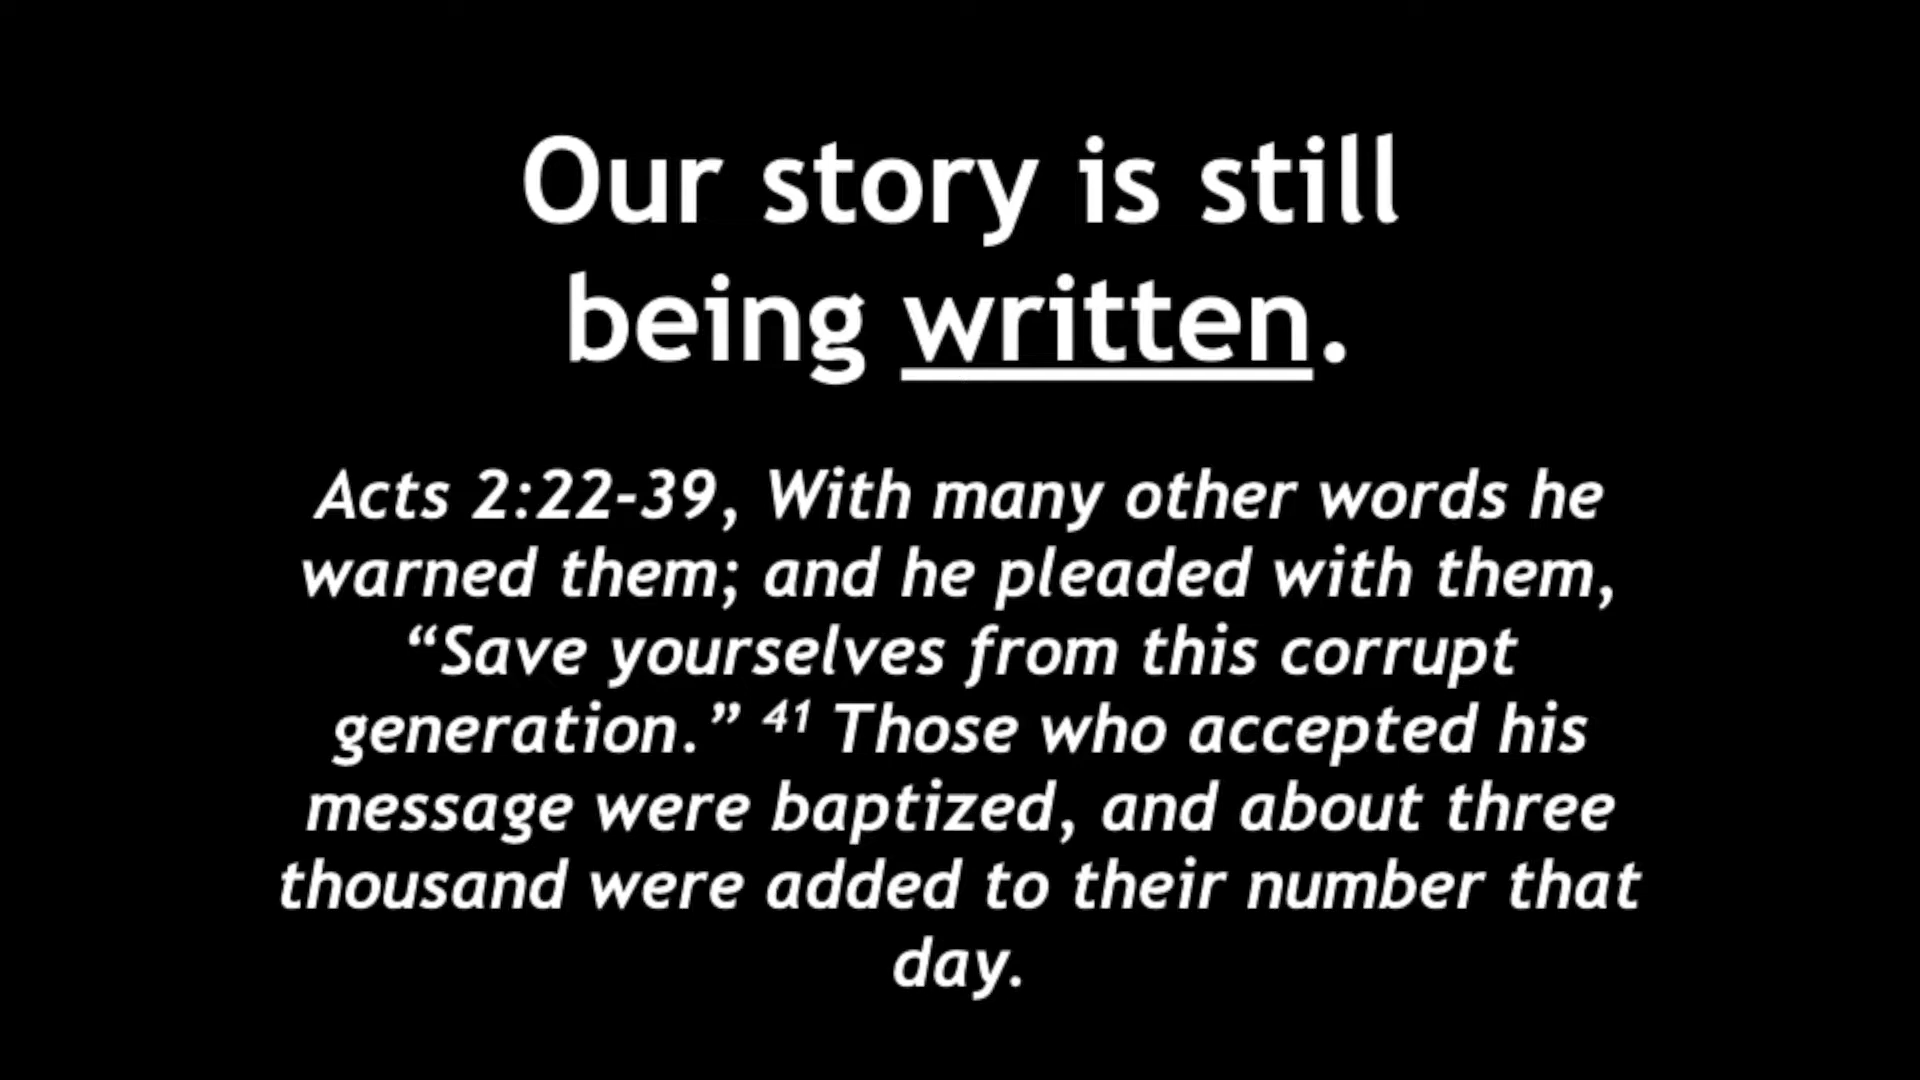 Our story is still
being written.
Acts 2:22-39, With many other words he
warned them; and he pleaded with them,
“Save yourselves from this corrupt
generation.” 41 Those who accepted his
message were baptized, and about three
thousand were added to their number that
day.